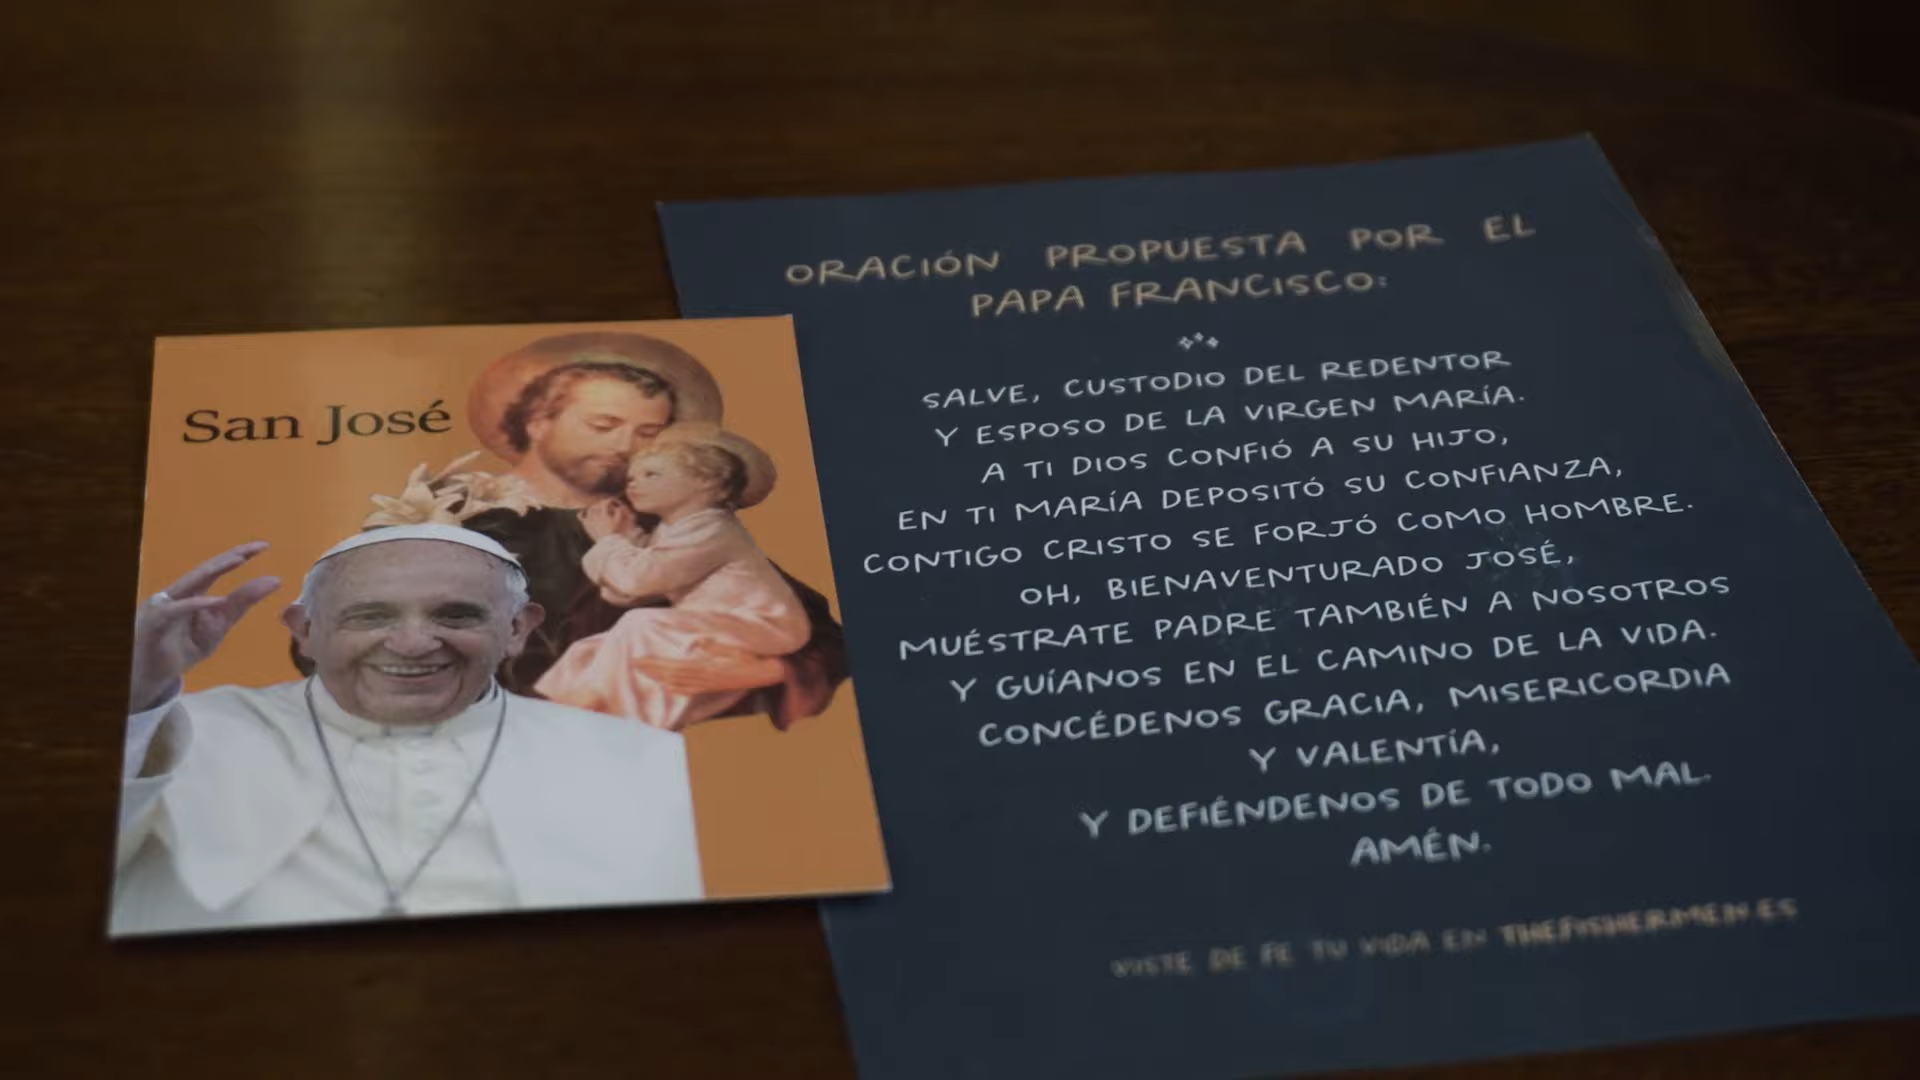 San José
ORACIÓN PROPUESTA POR EL
PAPA FRANCISCO:
SALVE, CUSTODIO DEL REDENTOR
Y ESPOSO DE LA VIRGEN MARÍA.
A TI DIOS CONFIÓ A SU HIJO,
EN TI MARÍA DEPOSITÓ SU CONFIANZA,
CONTIGO CRISTO SE FORJÓ COMO HOMBRE.
OH, BIENAVENTURADO JOSÉ,
MUÉSTRATE PADRE TAMBIÉN A NOSOTROS
Y GUÍANOS EN EL CAMINO DE LA VIDA.
CONCÉDENOS GRACIA, MISERICORDIA
Y VALENTÍA,
Y DEFIÉNDENOS DE TODO MAL.
AMÉN.
VISTE DE FE TU VIDA EN THEFISHERMEN.ES